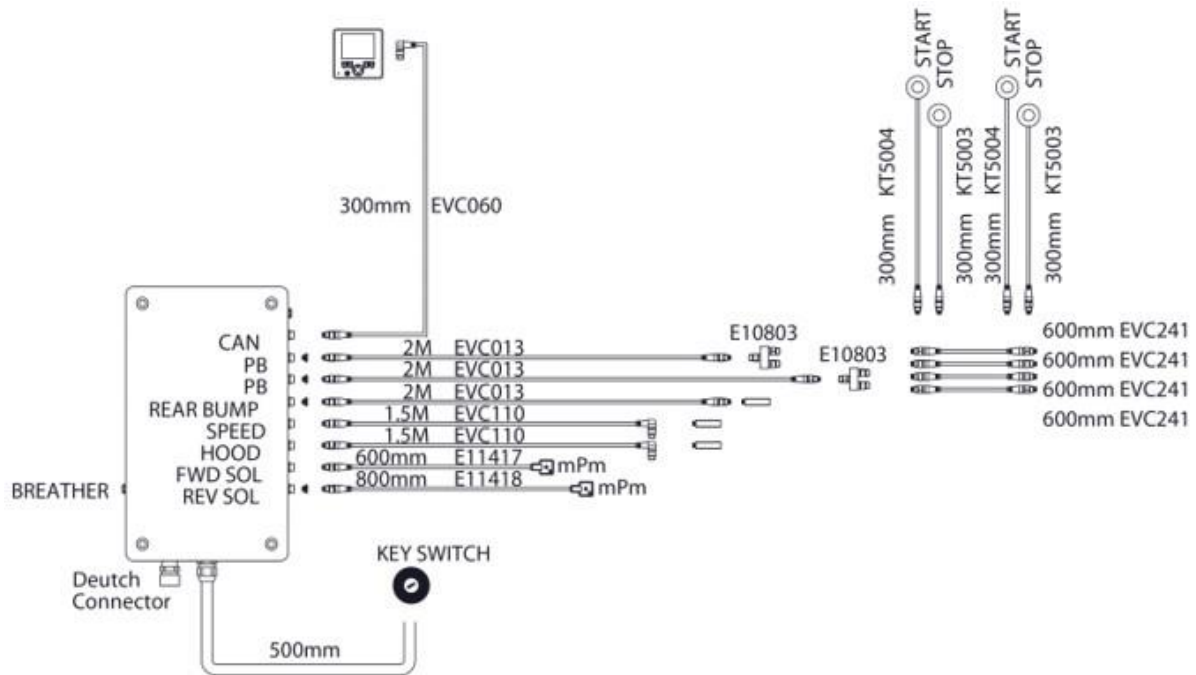 START
STOP
START
STOP
300mm KT5004
300mm KT5003
300mm KT5004
300mm KT5003
300mm EVC060
CAN
PB
PB
REAR BUMP
SPEED
HOOD
FWD SOL
REV SOL
BREATHER
2M EVC013
2M EVC013
2M EVC013
1.5M EVC110
1.5M EVC110
600mm E11417
800mm E11418
mPm
mPm
E10803
E10803
600mm EVC241
600mm EVC241
600mm EVC241
600mm EVC241
Deutch
Connector
KEY SWITCH
500mm